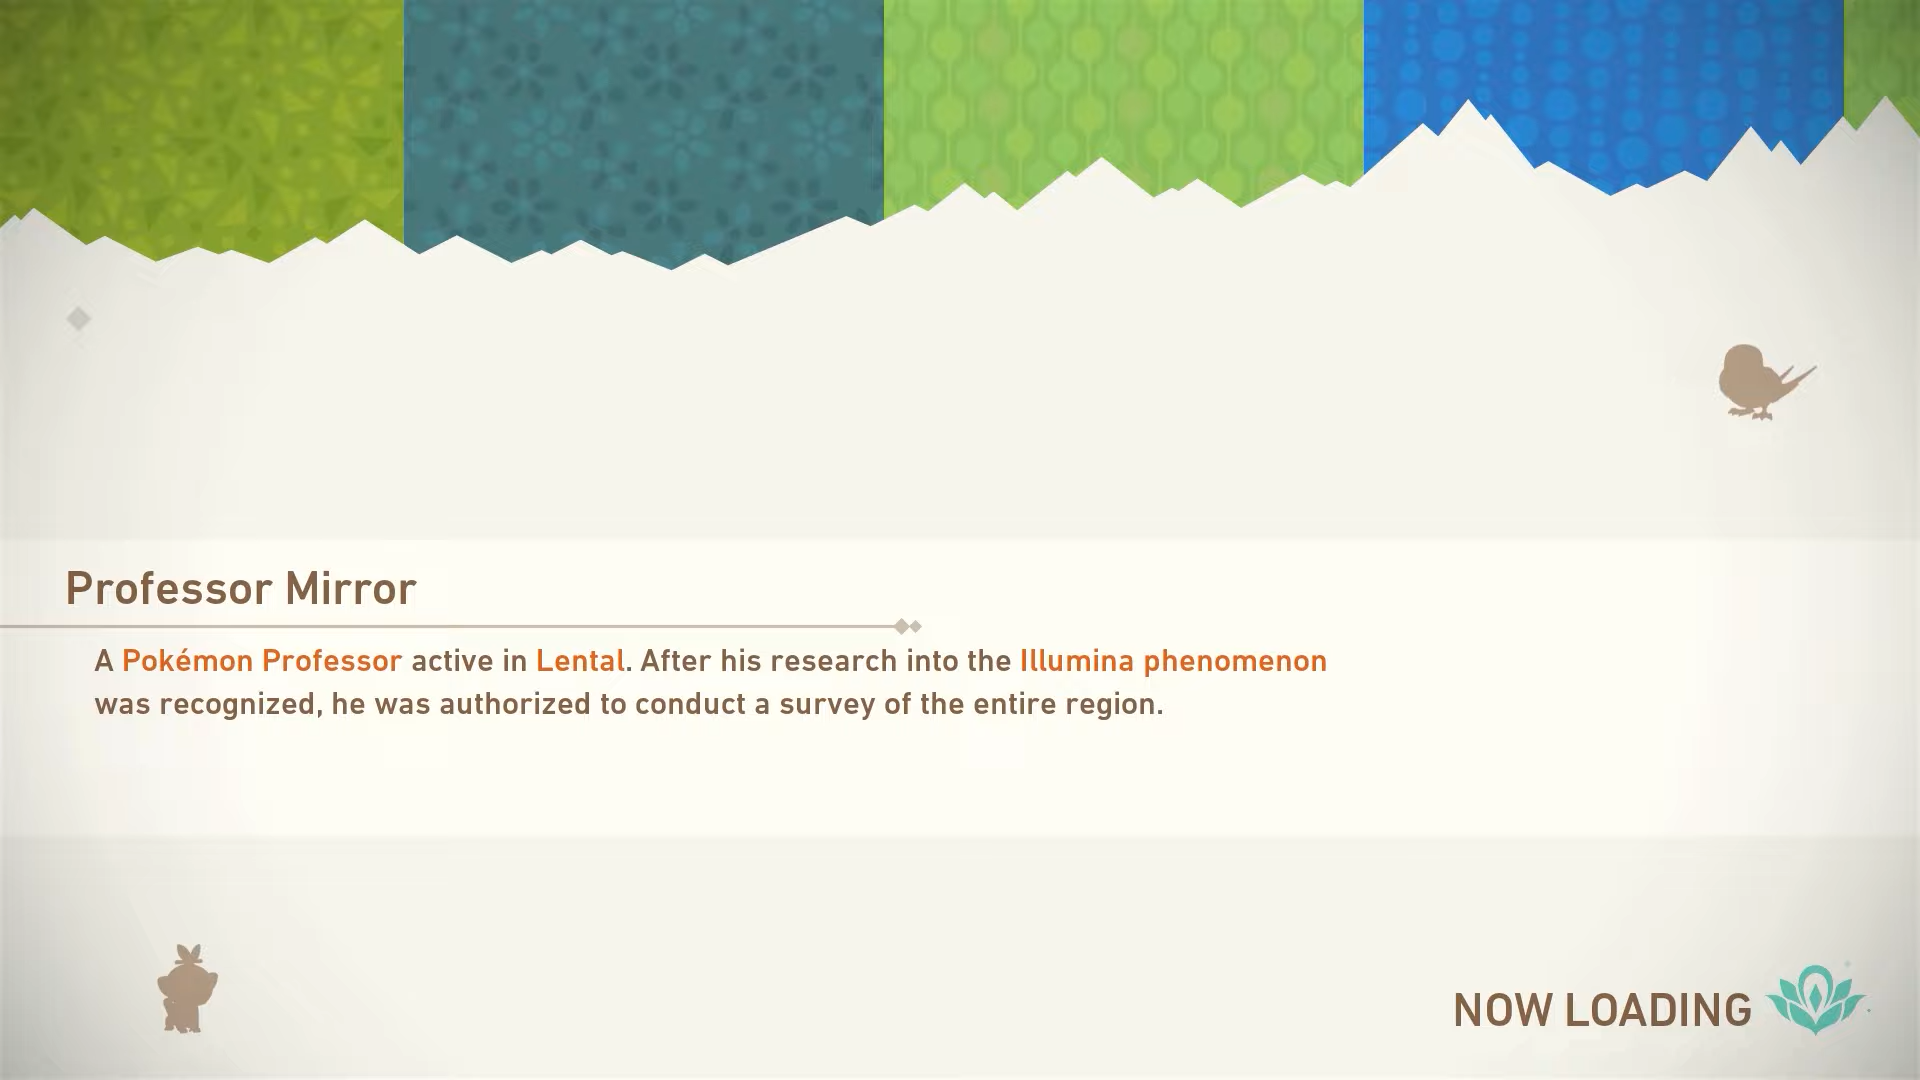 Professor Mirror
A Pokémon Professor active in Lental. After his research into the Illumina phenomenon
was recognized, he was authorized to conduct a survey of the entire region.
NOW LOADING